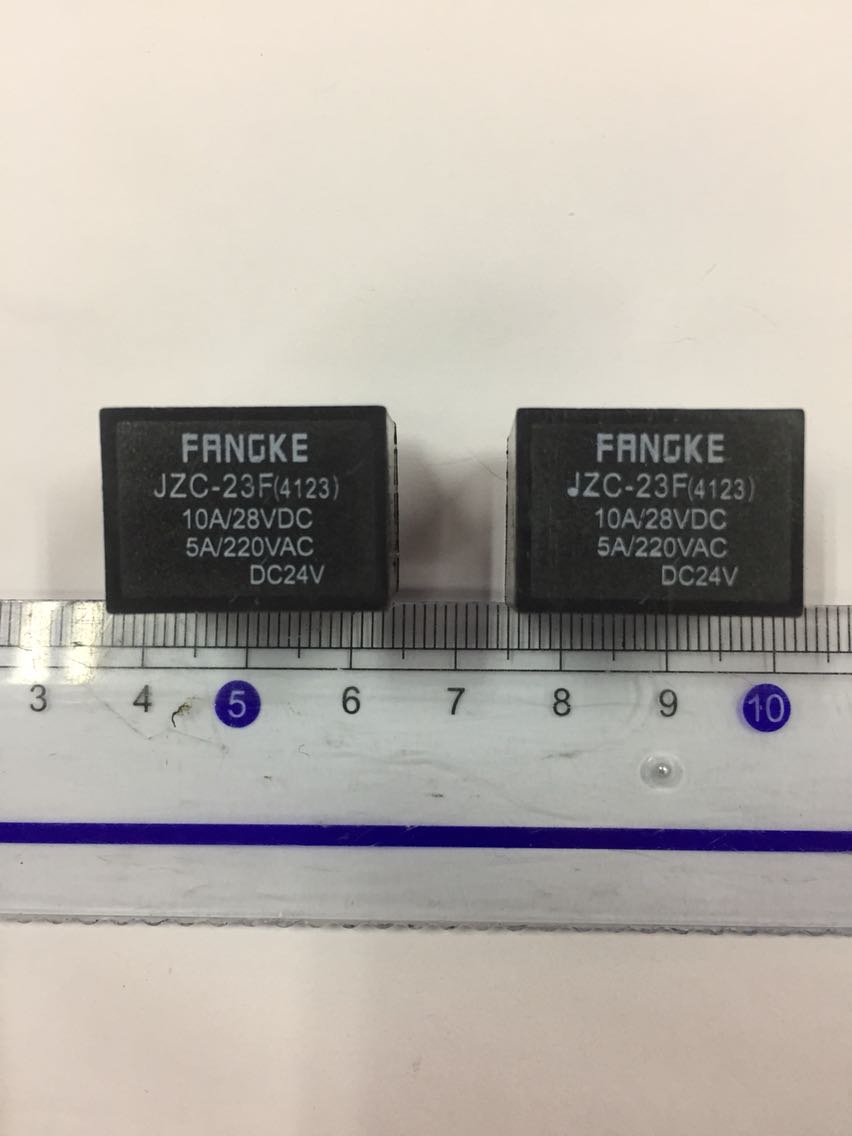 FANGKE
JZC-23F(4123)
10A/28VDC
5A/220VAC
DC24V
FANGKE
JZC-23F(4123)
10A/28VDC
5A/220VAC
DC24V
3 4 5 6 7 8 9 10